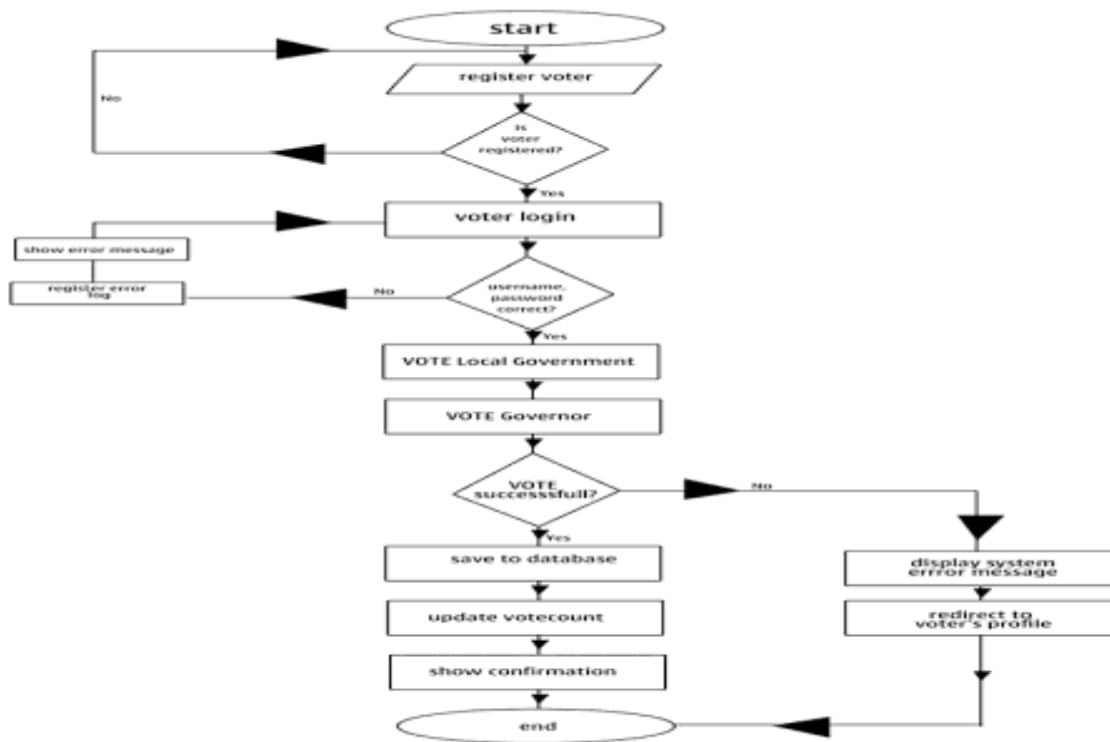 start
register voter
No
Is
voter
registered?
Yes
voter login
show error message
register error
log
No
username,
password
correct?
Yes
VOTE Local Government
VOTE Governor
VOTE
successsfull?
No
Yes
save to database
display system
errror message
update votecount
redirect to
voter's profile
show confirmation
end